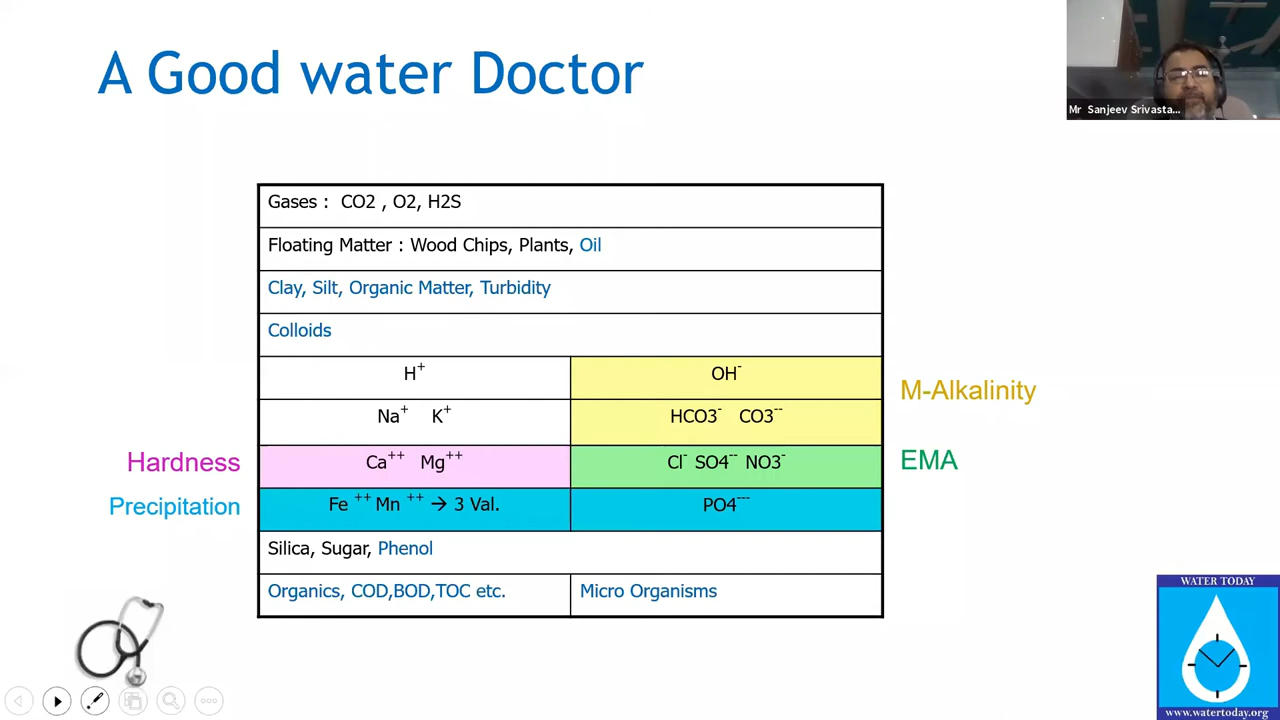 A Good water Doctor
Mr Sanjeev Srivasta...
Gases : CO2 , O2, H2S
Floating Matter : Wood Chips, Plants, Oil
Clay, Silt, Organic Matter, Turbidity
Colloids
H+ OH-
M-Alkalinity
Na+ K+ HCO3- CO3--
Hardness Ca++ Mg++ Cl- SO4-- NO3- EMA
Precipitation Fe ++ Mn ++ → 3 Val. PO4---
Silica, Sugar, Phenol
Organics, COD,BOD,TOC etc. Micro Organisms
WATER TODAY
www.watertoday.org